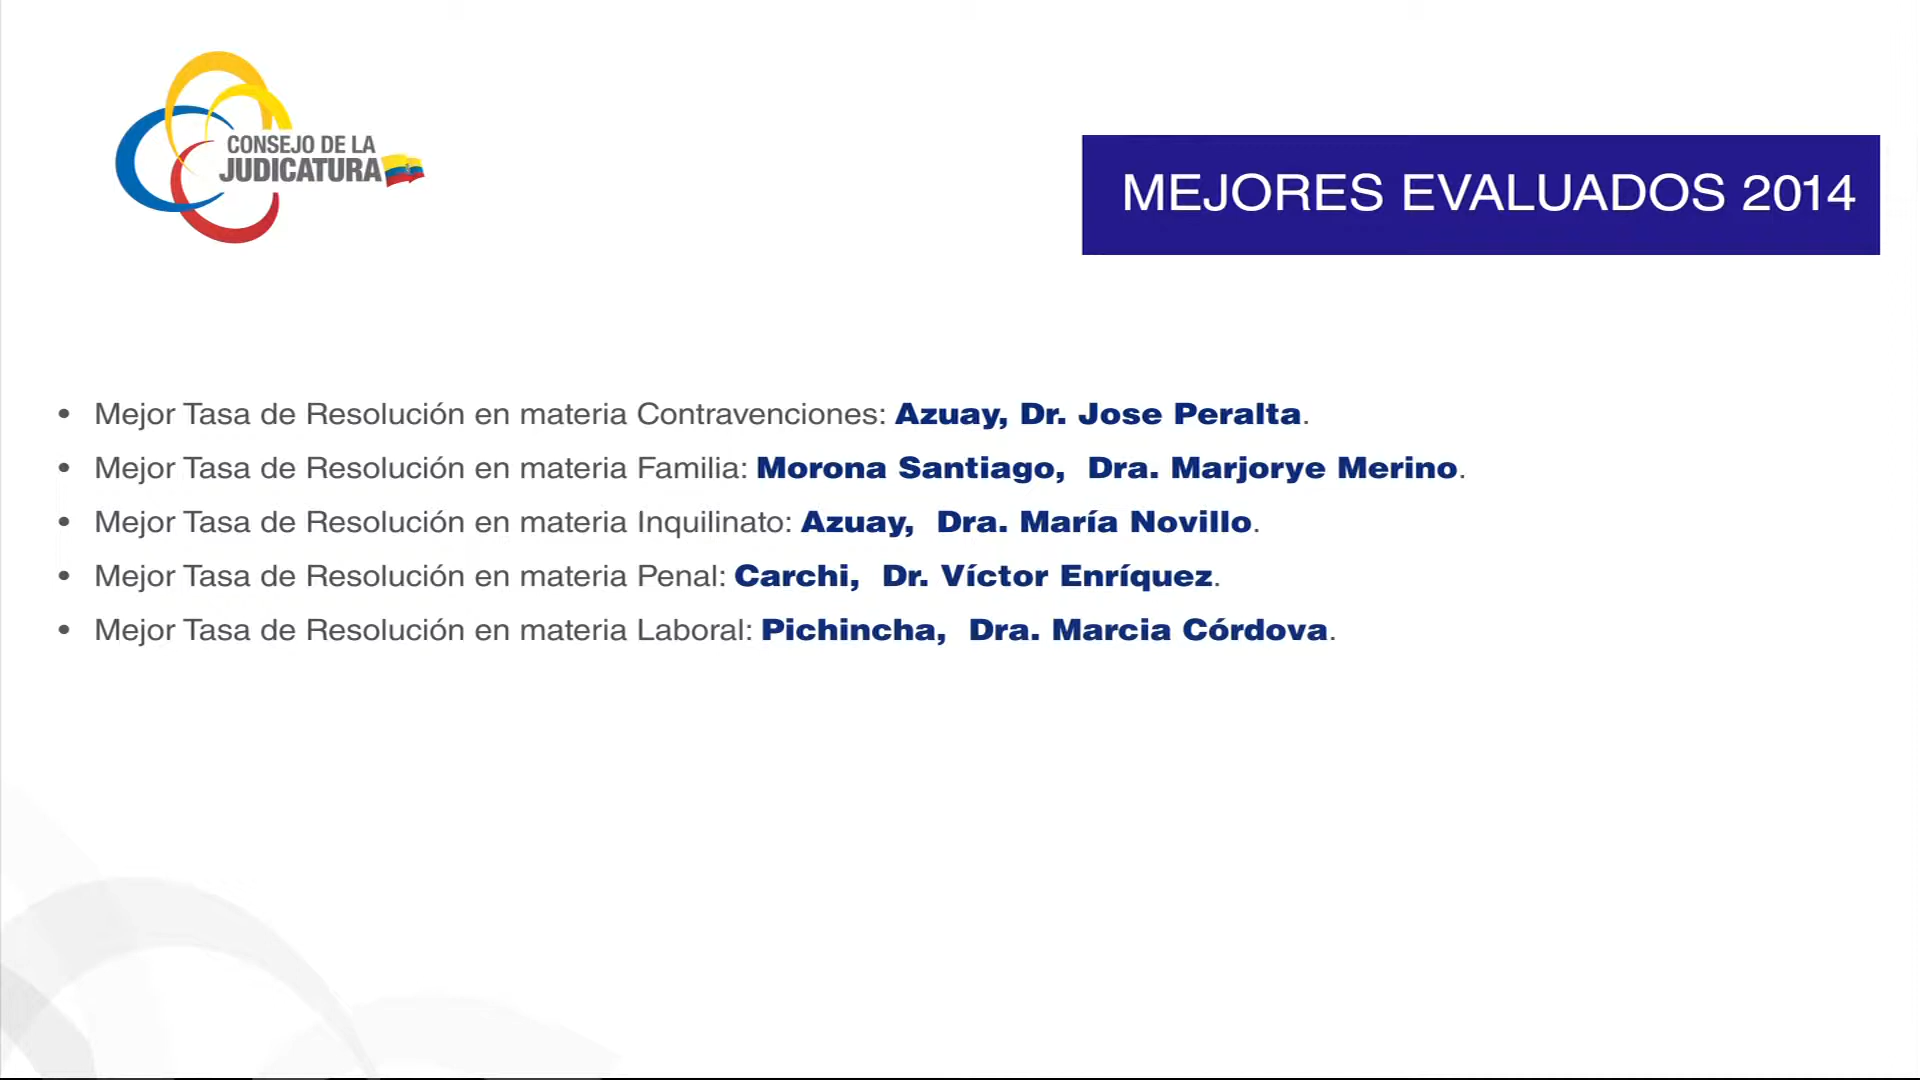 CONSEJO DE LA
JUDICATURA
MEJORES EVALUADOS 2014
• Mejor Tasa de Resolución en materia Contravenciones: Azuay, Dr. Jose Peralta.
• Mejor Tasa de Resolución en materia Familia: Morona Santiago, Dra. Marjorye Merino.
• Mejor Tasa de Resolución en materia Inquilinato: Azuay, Dra. María Novillo.
• Mejor Tasa de Resolución en materia Penal: Carchi, Dr. Víctor Enríquez.
• Mejor Tasa de Resolución en materia Laboral: Pichincha, Dra. Marcia Córdova.